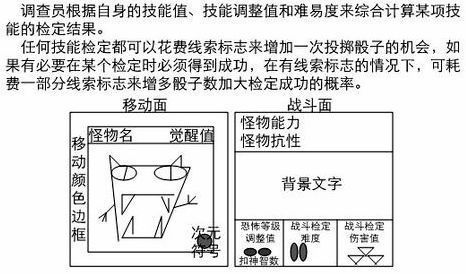 调查员根据自身的技能值、技能调整值和难易度来综合计算某项技
能的检定结果。
任何技能检定都可以花费线索标志来增加一次投掷骰子的机会，如
果有必要在某个检定时必须得到成功，在有线索标志的情况下，可耗
费一部分线索标志来增多骰子数加大检定成功的概率。
移动面
战斗面
怪物名 觉醒值
移动颜色边框
次元
符号
怪物能力
怪物抗性
背景文字
恐怖等级
调整值
扣神智数
战斗检定
难度
战斗检定
伤害值